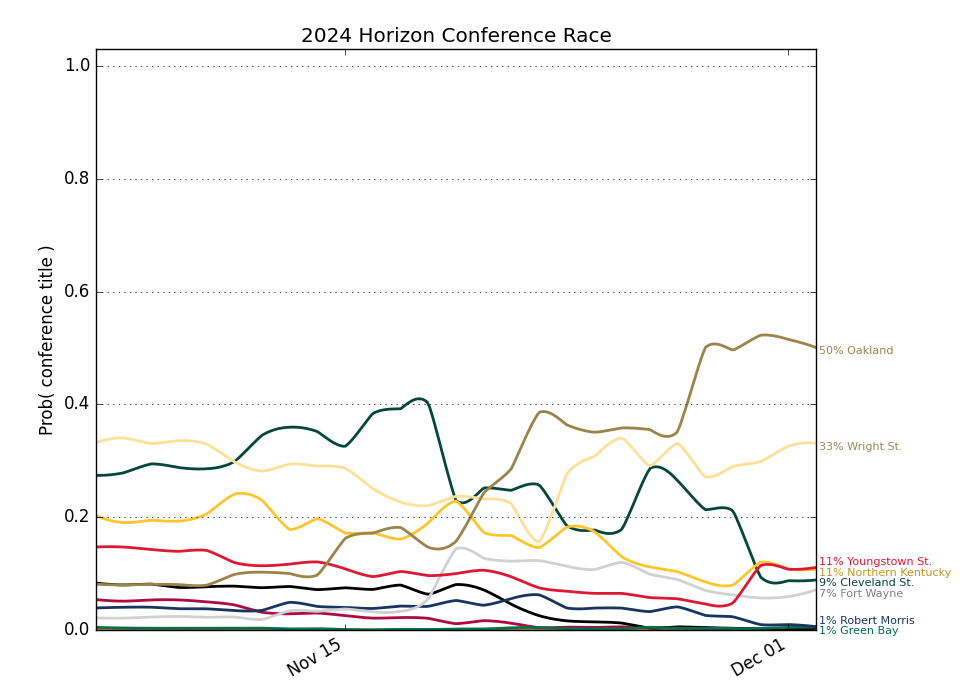 2024 Horizon Conference Race
Prob( conference title )
1.0
0.8
0.6
0.4
0.2
0.0
Nov 15
Dec 01
50% Oakland
33% Wright St.
11% Youngstown St.
11% Northern Kentucky
9% Cleveland St.
7% Fort Wayne
1% Robert Morris
1% Green Bay